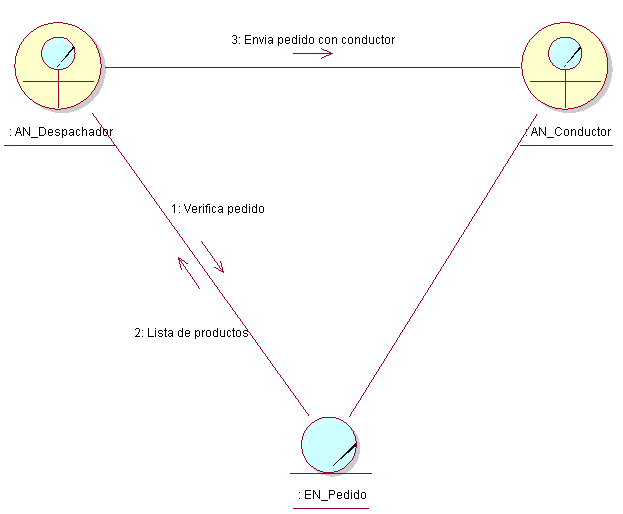 3: Envia pedido con conductor
: AN_Despachador
: AN_Conductor
1: Verifica pedido
2: Lista de productos
: EN_Pedido